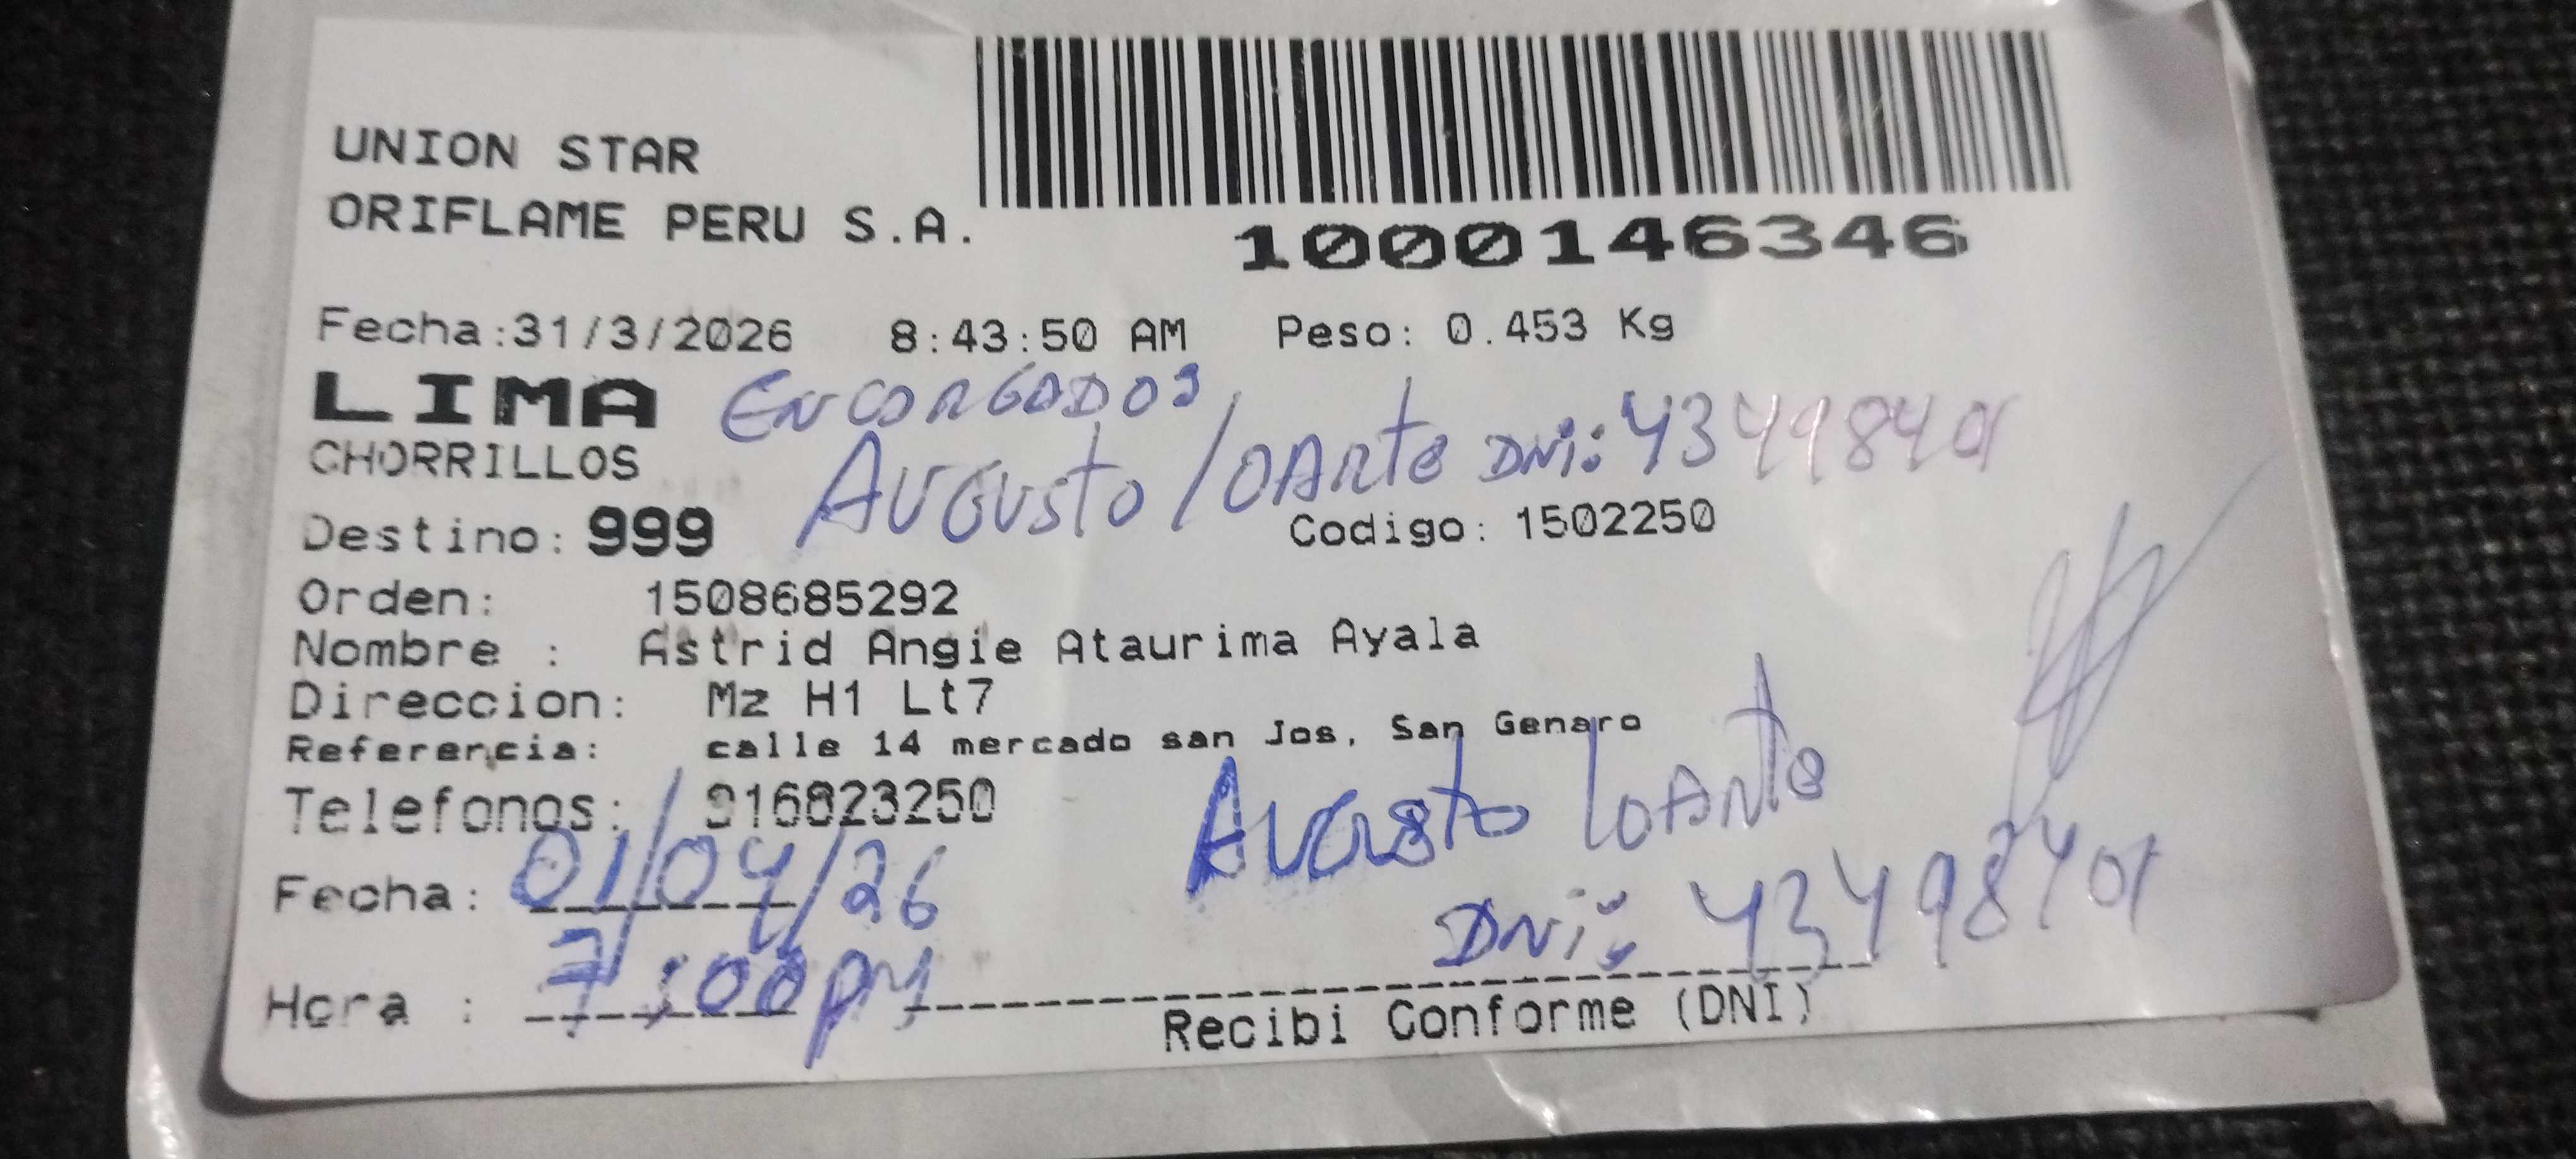 UNION STAR
ORIFLAME PERU S.A.
1000146346
Fecha:31/3/2026 8:43:50 AM Peso: 0.453 Kg
LIMA ENCORGADOS
CHORRILLOS AUGUSto / OARte DNi: 43498401
Destino: 999 Codigo: 1502250
Orden: 1508685292
Nombre : Astrid Angie Ataurima Ayala
Direccion: Mz H1 Lt7
Referencia: calle 14 mercado san Jos, San Genaro
Telefonos: 916823250
AUGUSto loANte
Fecha: 01/04/26
DNi: 43498401
Hora : 7:00pm
Recibi Conforme (DNI)